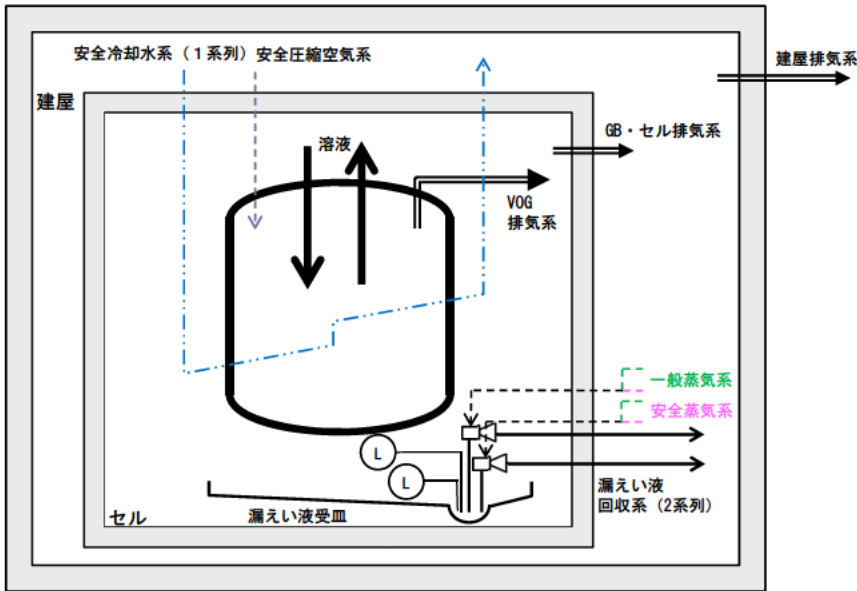 安全冷却水系（１系列）
安全圧縮空気系
建屋排気系
建屋
GB・セル排気系
溶液
VOG
排気系
一般蒸気系
安全蒸気系
L
L
漏えい液
回収系（2系列）
セル
漏えい液受皿